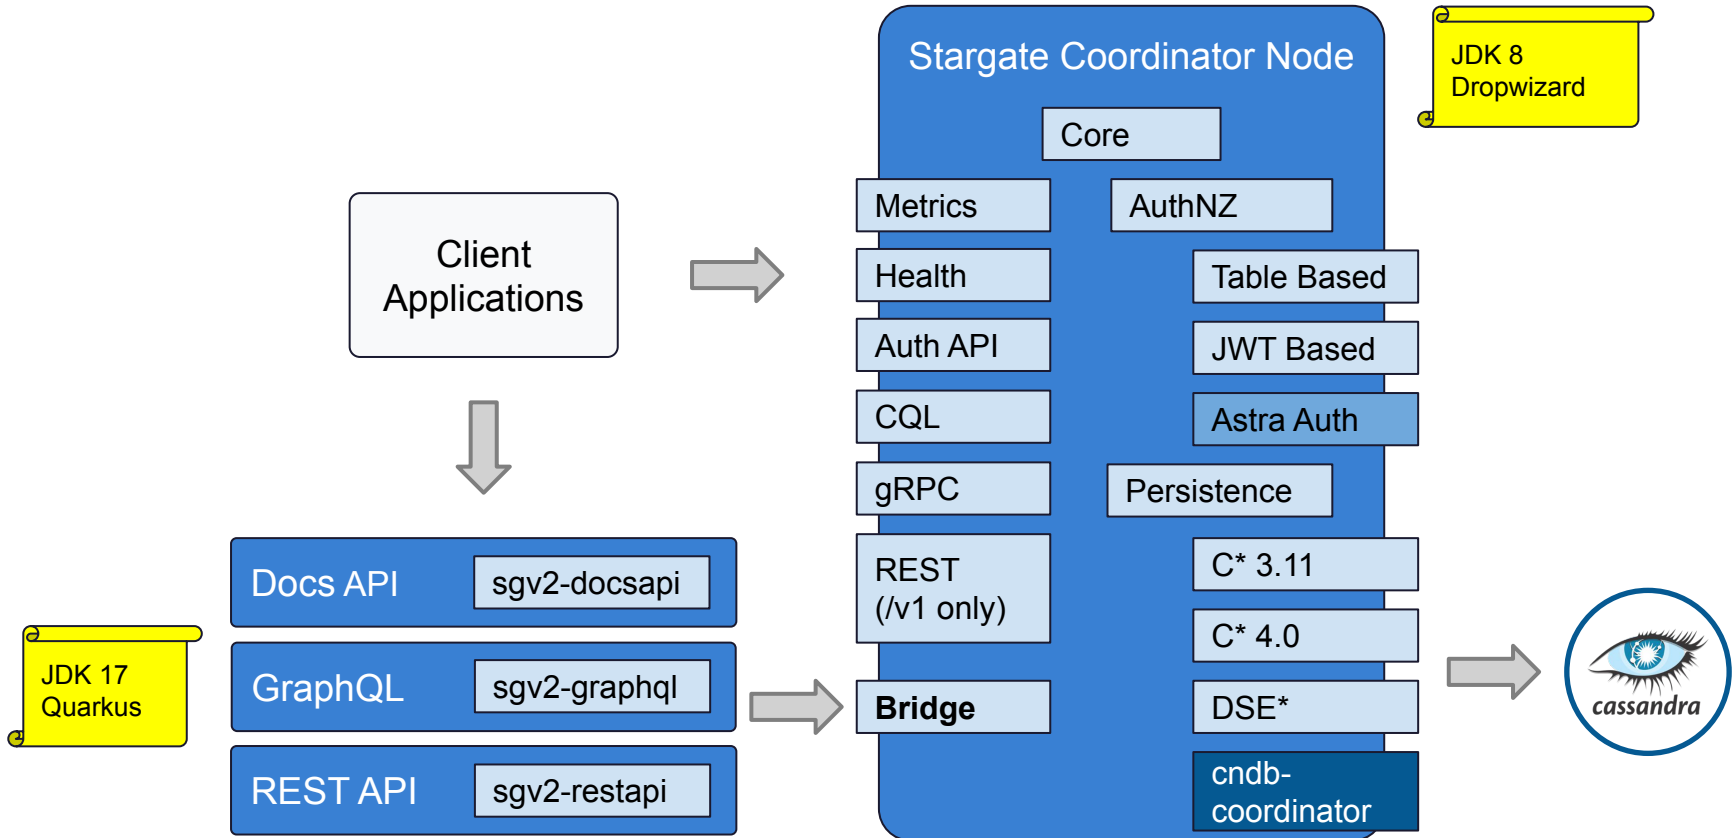 Stargate Coordinator Node
JDK 8
Dropwizard
Core
Metrics
AuthNZ
Client
Applications
Health
Table Based
Auth API
JWT Based
CQL
Astra Auth
gRPC
Persistence
Docs API
sgv2-docsapi
REST
(/v1 only)
C* 3.11
C* 4.0
JDK 17
Quarkus
GraphQL
sgv2-graphql
Bridge
DSE*
cassandra
REST API
sgv2-restapi
cndb-
coordinator